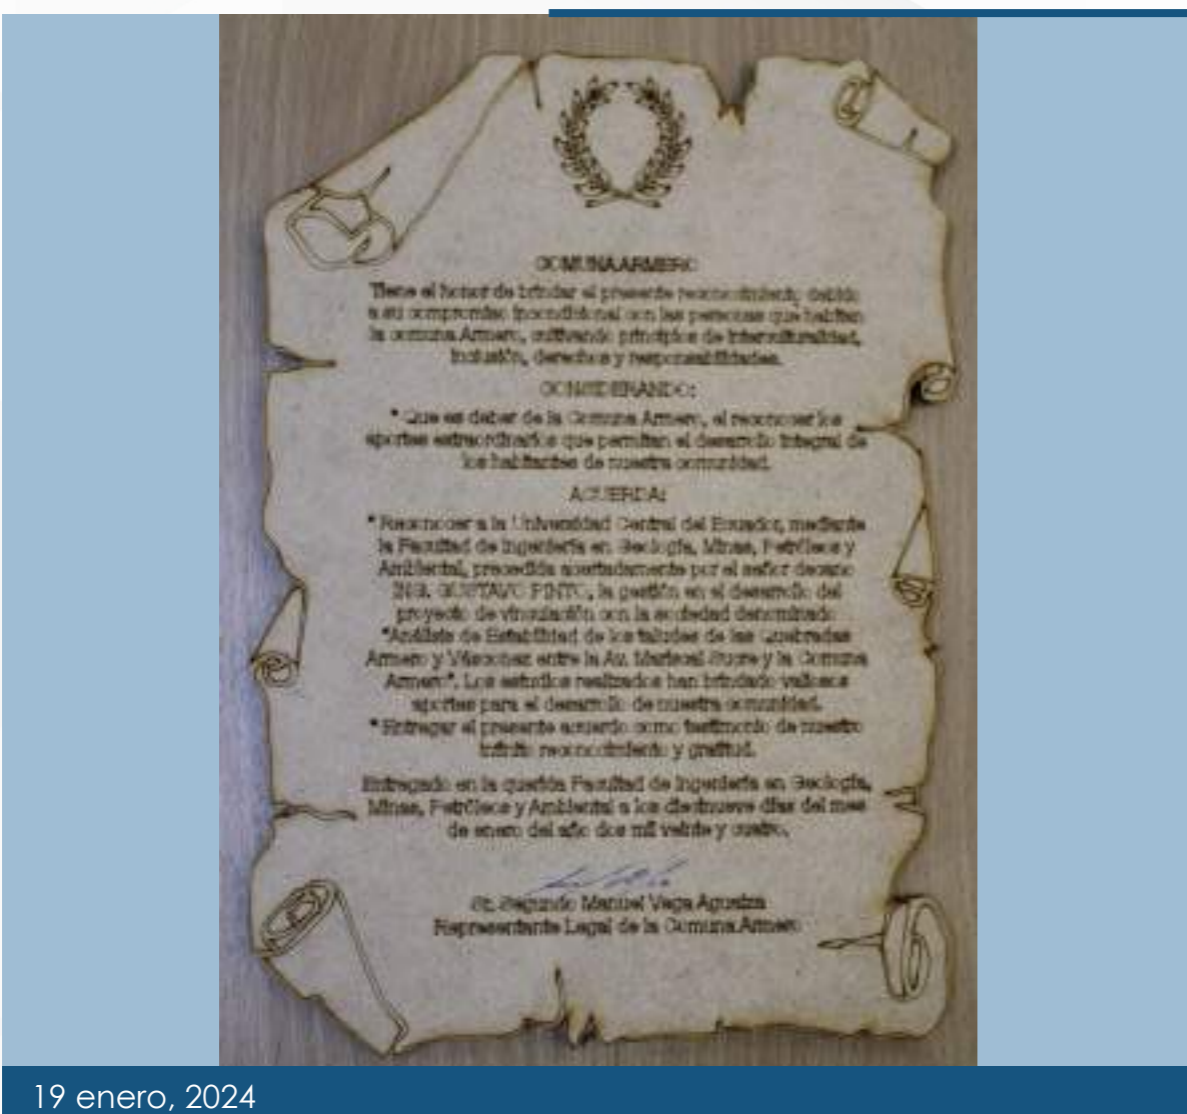 COMUNA ARMERO
Tiene el honor de brindar el presente reconocimiento debido
a su compromiso incondicional con las personas que habitan
la comuna Armero, cultivando principios de interculturalidad,
inclusión, derechos y responsabilidades.
CONSIDERANDO:
* Que es deber de la Comuna Armero, el reconocer los
aportes extraordinarios que permitan el desarrollo integral de
los habitantes de nuestra comunidad.
ACUERDA:
* Reconocer a la Universidad Central del Ecuador, mediante
la Facultad de Ingeniería en Geología, Minas, Petróleos y
Ambiental, precedida acertadamente por el señor decano
ING. GUSTAVO PINTO, la gestión en el desarrollo del
proyecto de vinculación con la sociedad denominado
"Análisis de Estabilidad de los taludes de las Quebradas
Armero y Vásconez entre la Av. Mariscal Sucre y la Comuna
Armero". Los estudios realizados han brindado valiosos
aportes para el desarrollo de nuestra comunidad.
* Entregar el presente acuerdo como testimonio de nuestro
infinito reconocimiento y gratitud.
Entregado en la querida Facultad de Ingeniería en Geología,
Minas, Petróleos y Ambiental a los diecinueve días del mes
de enero del año dos mil veinte y cuatro.
Sr. Segundo Manuel Vega
Representante Legal de la Comuna Armero
19 enero, 2024